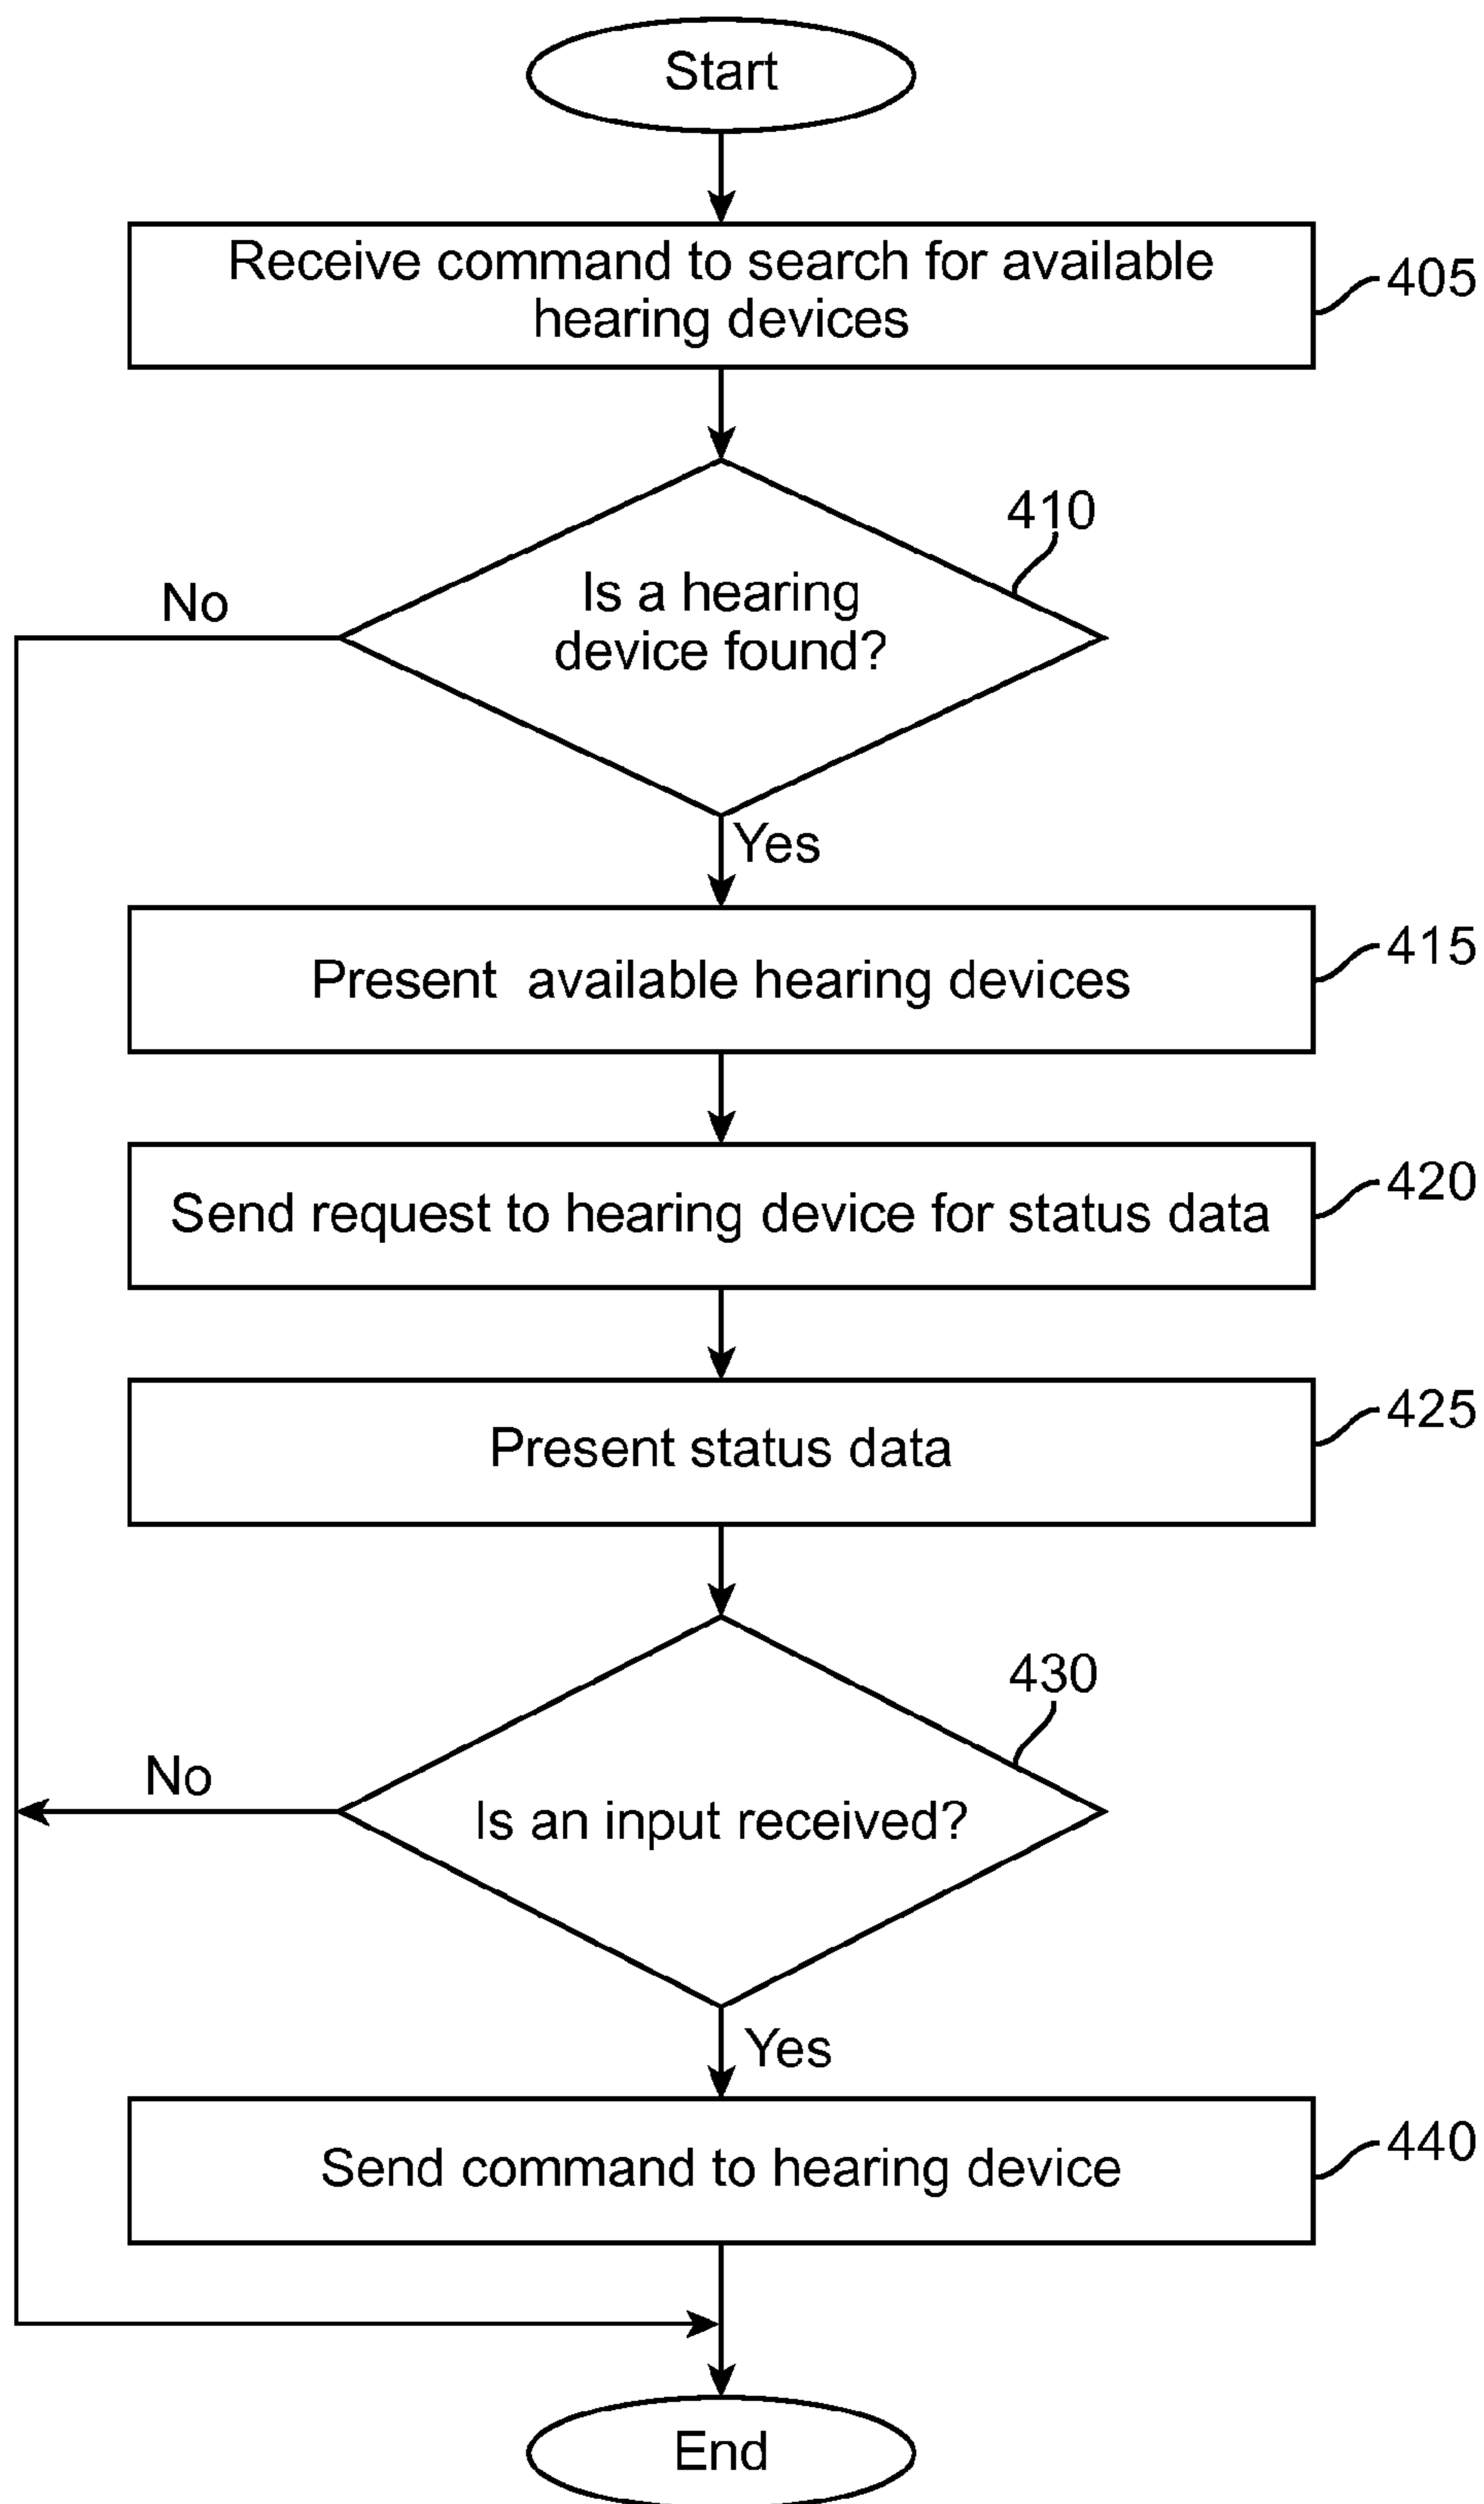 Start
Receive command to search for available
hearing devices
405
410
Is a hearing
device found?
No
Yes
Present available hearing devices
415
Send request to hearing device for status data
420
Present status data
425
430
Is an input received?
No
Yes
Send command to hearing device
440
End